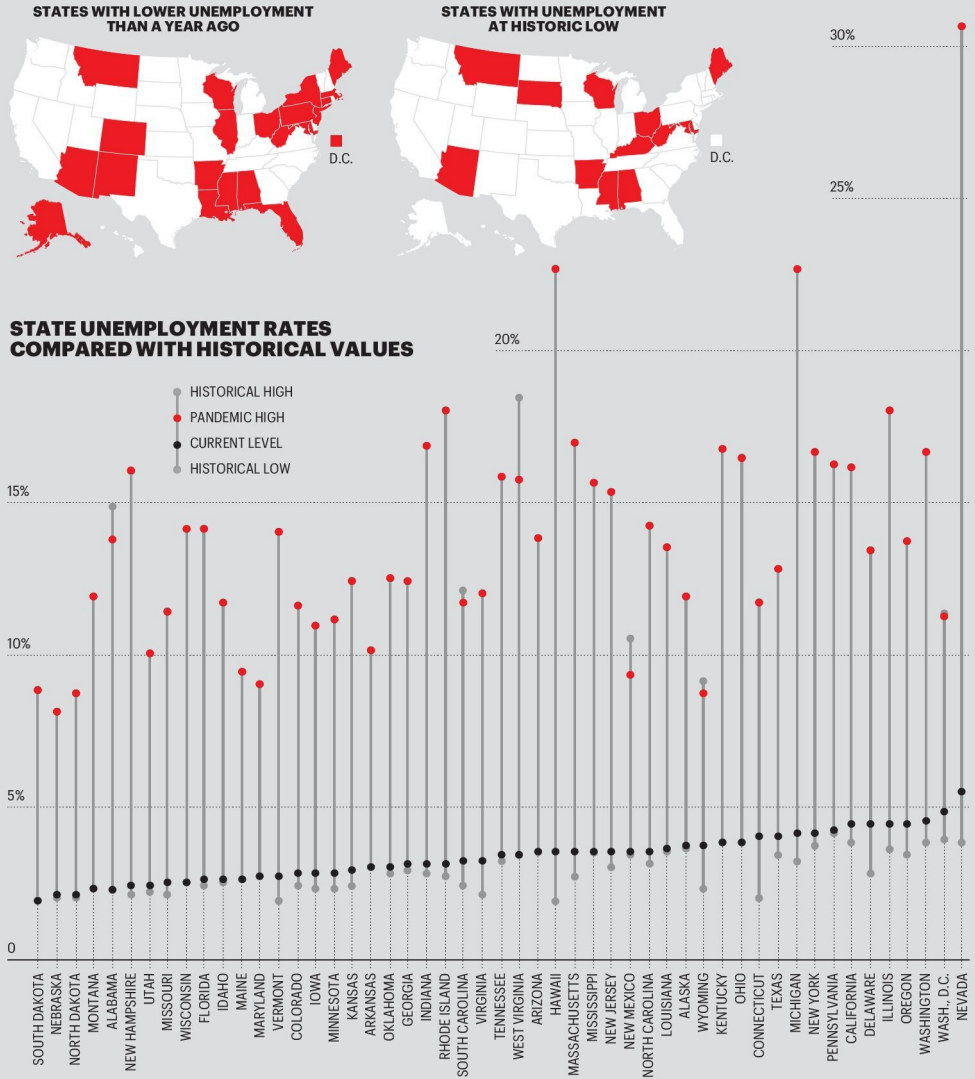 STATES WITH LOWER UNEMPLOYMENT
THAN A YEAR AGO
D.C.
STATES WITH UNEMPLOYMENT
AT HISTORIC LOW
D.C.
STATE UNEMPLOYMENT RATES
COMPARED WITH HISTORICAL VALUES
HISTORICAL HIGH
PANDEMIC HIGH
CURRENT LEVEL
HISTORICAL LOW
30%
25%
20%
15%
10%
5%
0
SOUTH DAKOTA
NEBRASKA
NORTH DAKOTA
MONTANA
ALABAMA
NEW HAMPSHIRE
UTAH
MISSOURI
WISCONSIN
FLORIDA
IDAHO
MAINE
MARYLAND
VERMONT
COLORADO
IOWA
MINNESOTA
KANSAS
ARKANSAS
OKLAHOMA
GEORGIA
INDIANA
RHODE ISLAND
SOUTH CAROLINA
VIRGINIA
TENNESSEE
WEST VIRGINIA
ARIZONA
HAWAII
MASSACHUSETTS
MISSISSIPPI
NEW JERSEY
NEW MEXICO
NORTH CAROLINA
LOUISIANA
ALASKA
WYOMING
KENTUCKY
OHIO
CONNECTICUT
TEXAS
MICHIGAN
NEW YORK
PENNSYLVANIA
CALIFORNIA
DELAWARE
ILLINOIS
OREGON
WASHINGTON
WASH., D.C.
NEVADA